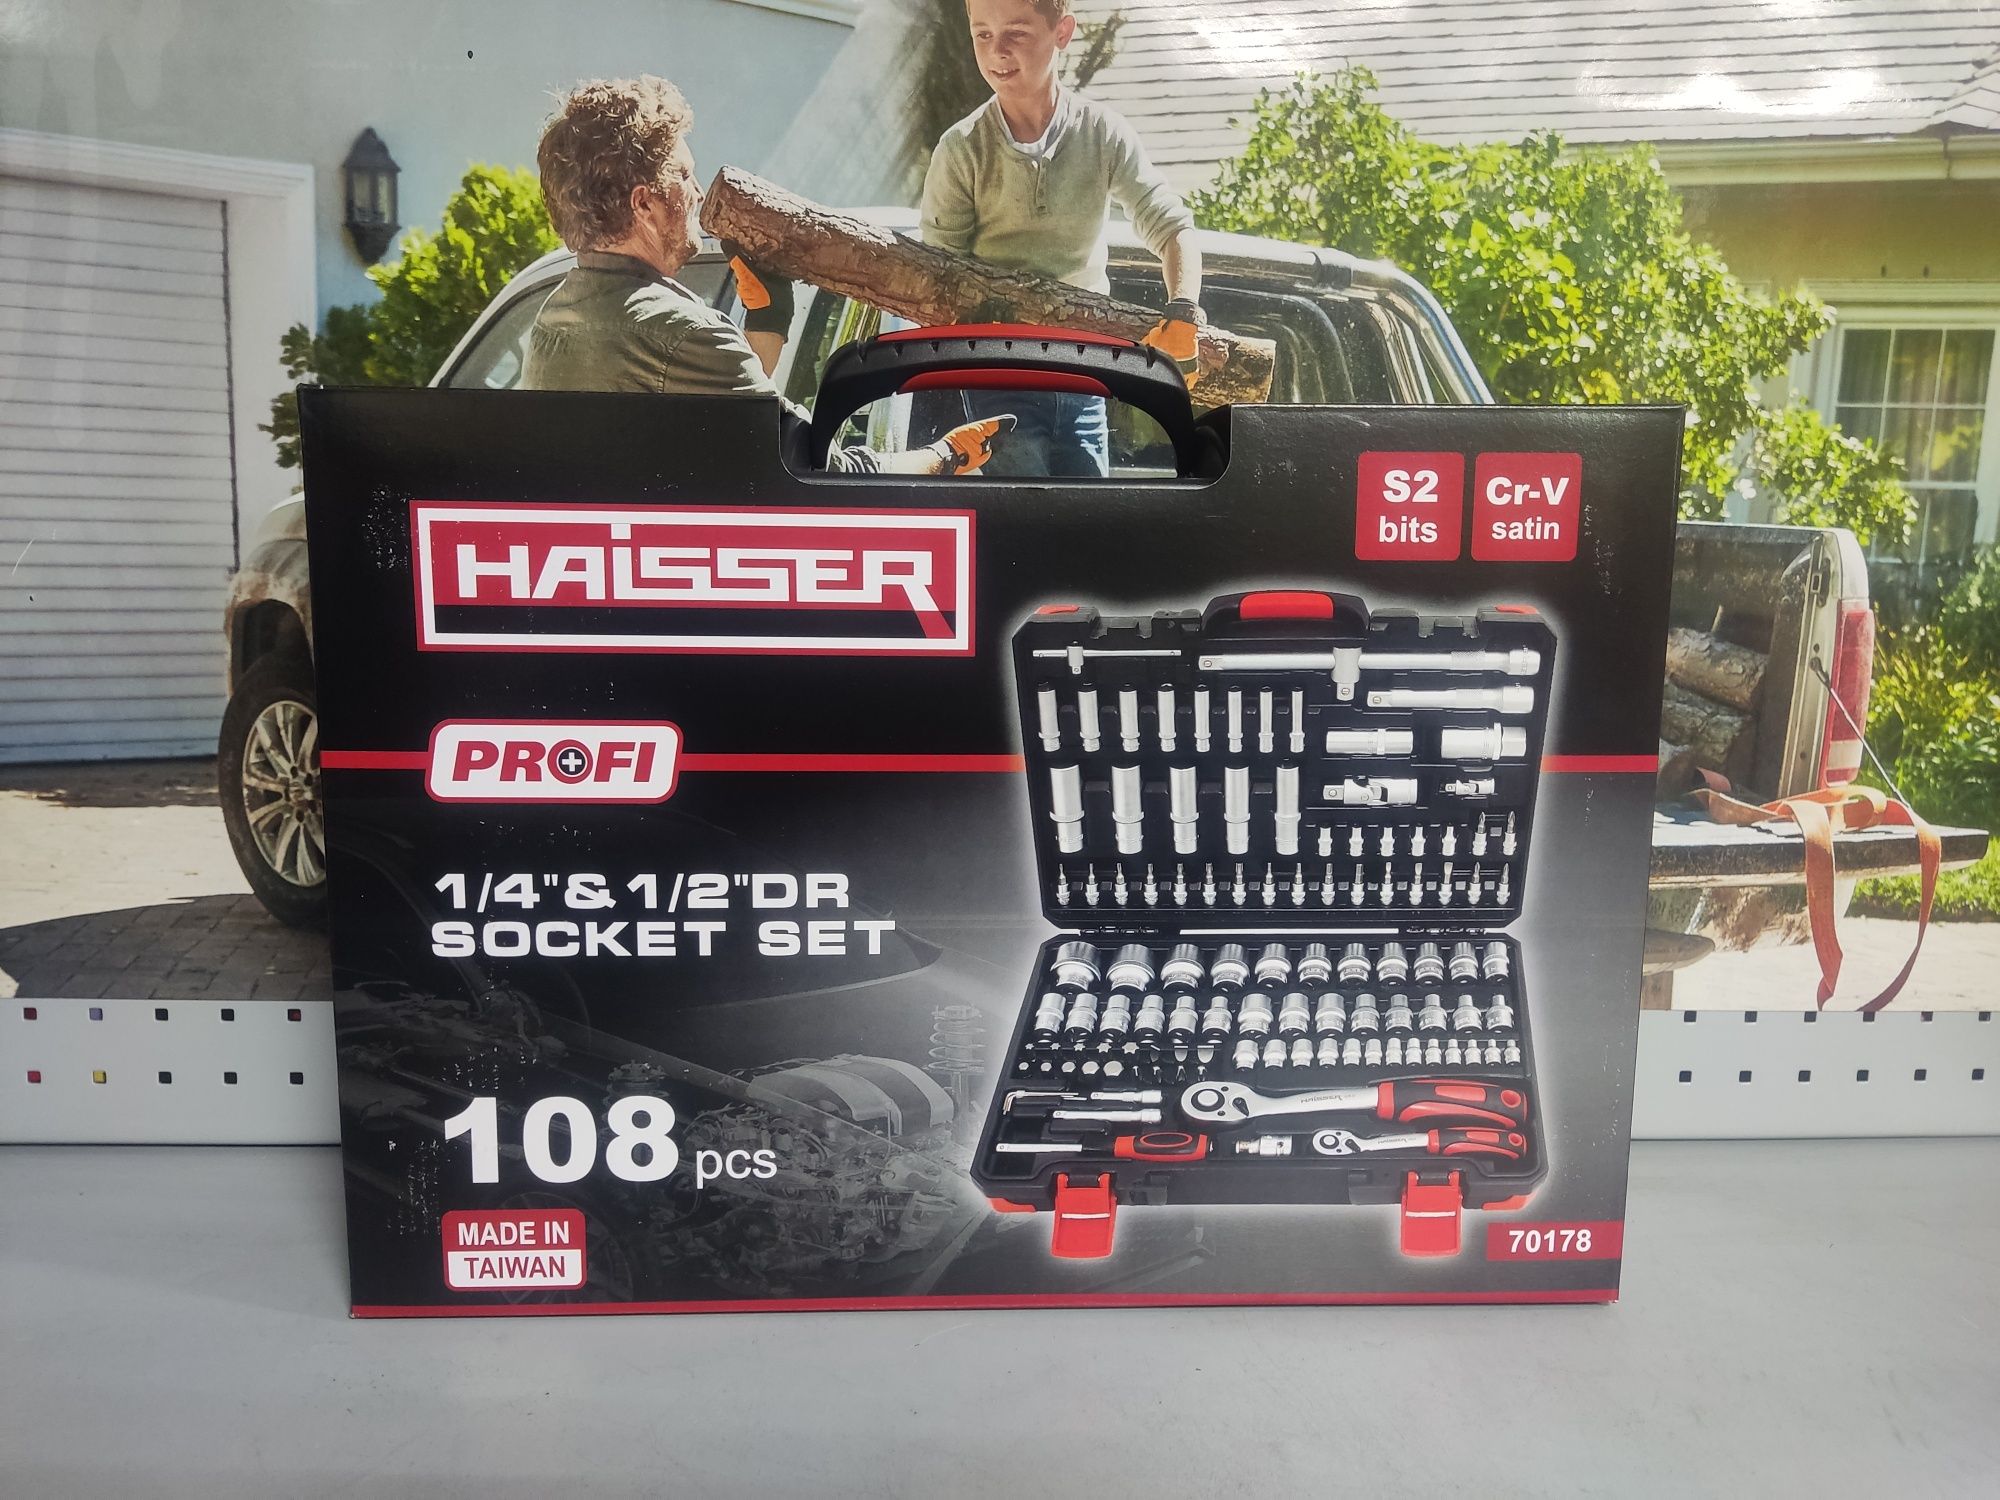 HAISSER
S2
bits
Cr-V
satin
PROFI
1/4"& 1/2"DR
SOCKET SET
108 pcs
MADE IN
TAIWAN
HAISSER
70178